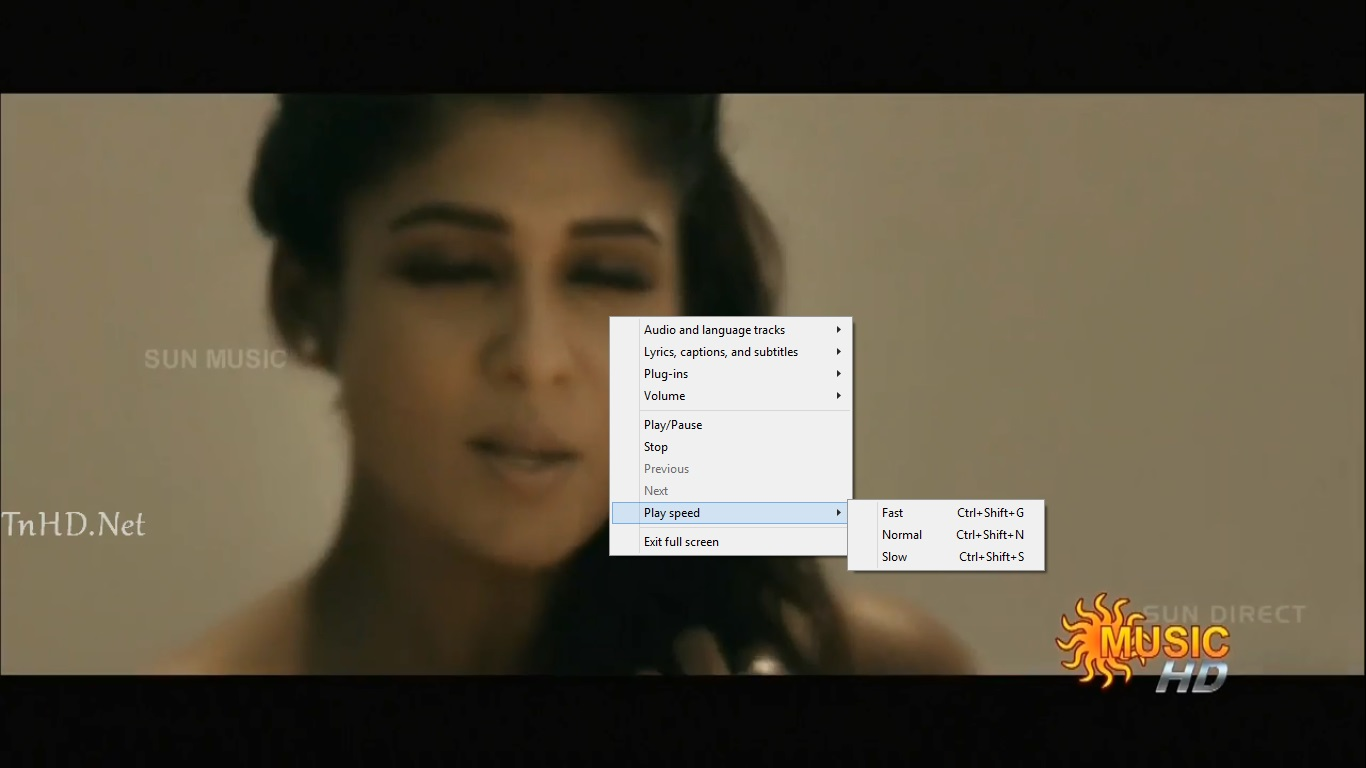 SUN MUSIC
TnHD.Net
Audio and language tracks
Lyrics, captions, and subtitles
Plug-ins
Volume
Play/Pause
Stop
Previous
Next
Play speed
Exit full screen
Fast Ctrl+Shift+G
Normal Ctrl+Shift+N
Slow Ctrl+Shift+S
SUN DIRECT
MUSIC
HD